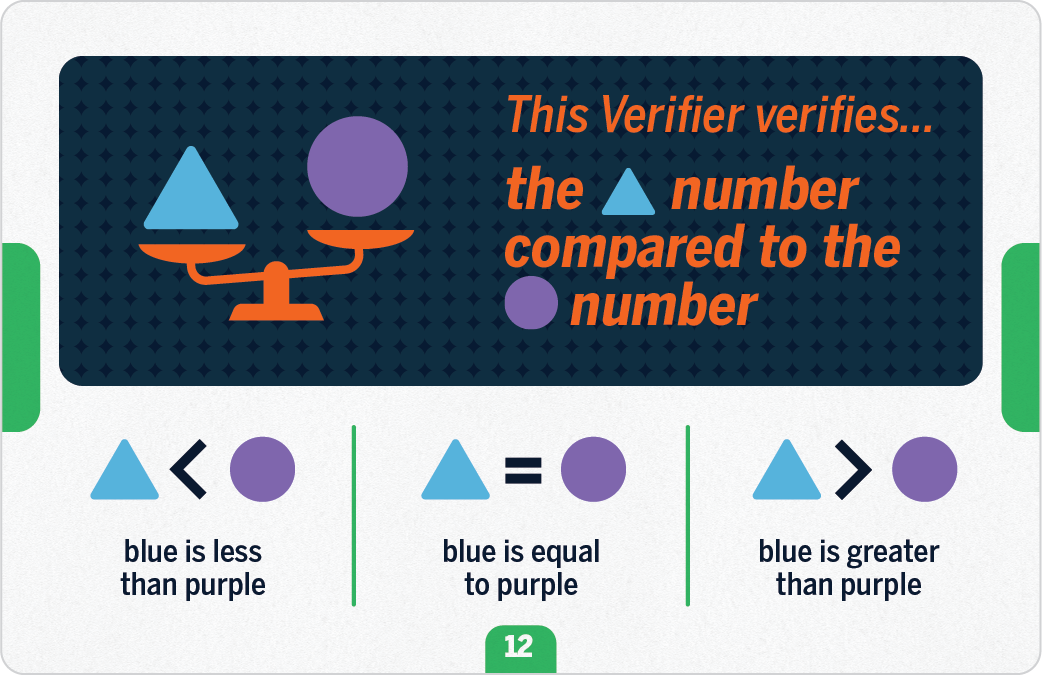 This Verifier verifies...
the number
compared to the
number
< = >
blue is less
than purple
blue is equal
to purple
blue is greater
than purple
12